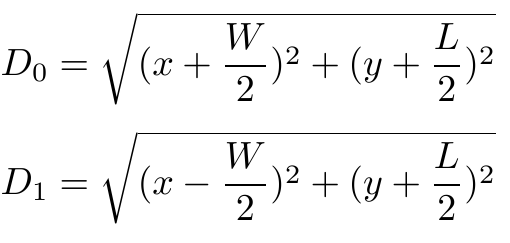 D_0 = \sqrt{(x + \frac{W}{2})^2 + (y + \frac{L}{2})^2}
D_1 = \sqrt{(x - \frac{W}{2})^2 + (y + \frac{L}{2})^2}